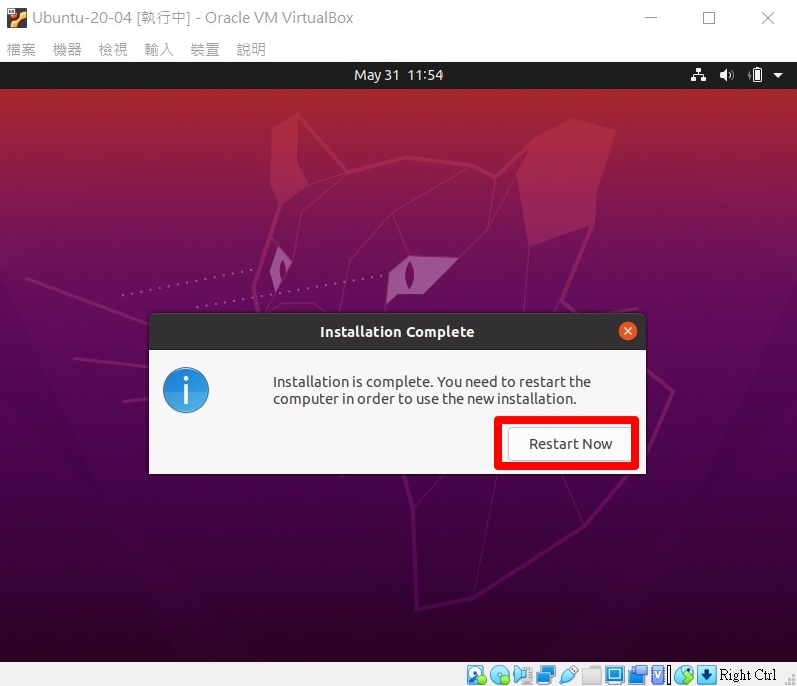 Ubuntu-20-04 [執行中] - Oracle VM VirtualBox
檔案 機器 檢視 輸入 裝置 說明
May 31 11:54
Installation Complete
Installation is complete. You need to restart the
computer in order to use the new installation.
Restart Now
Right Ctrl